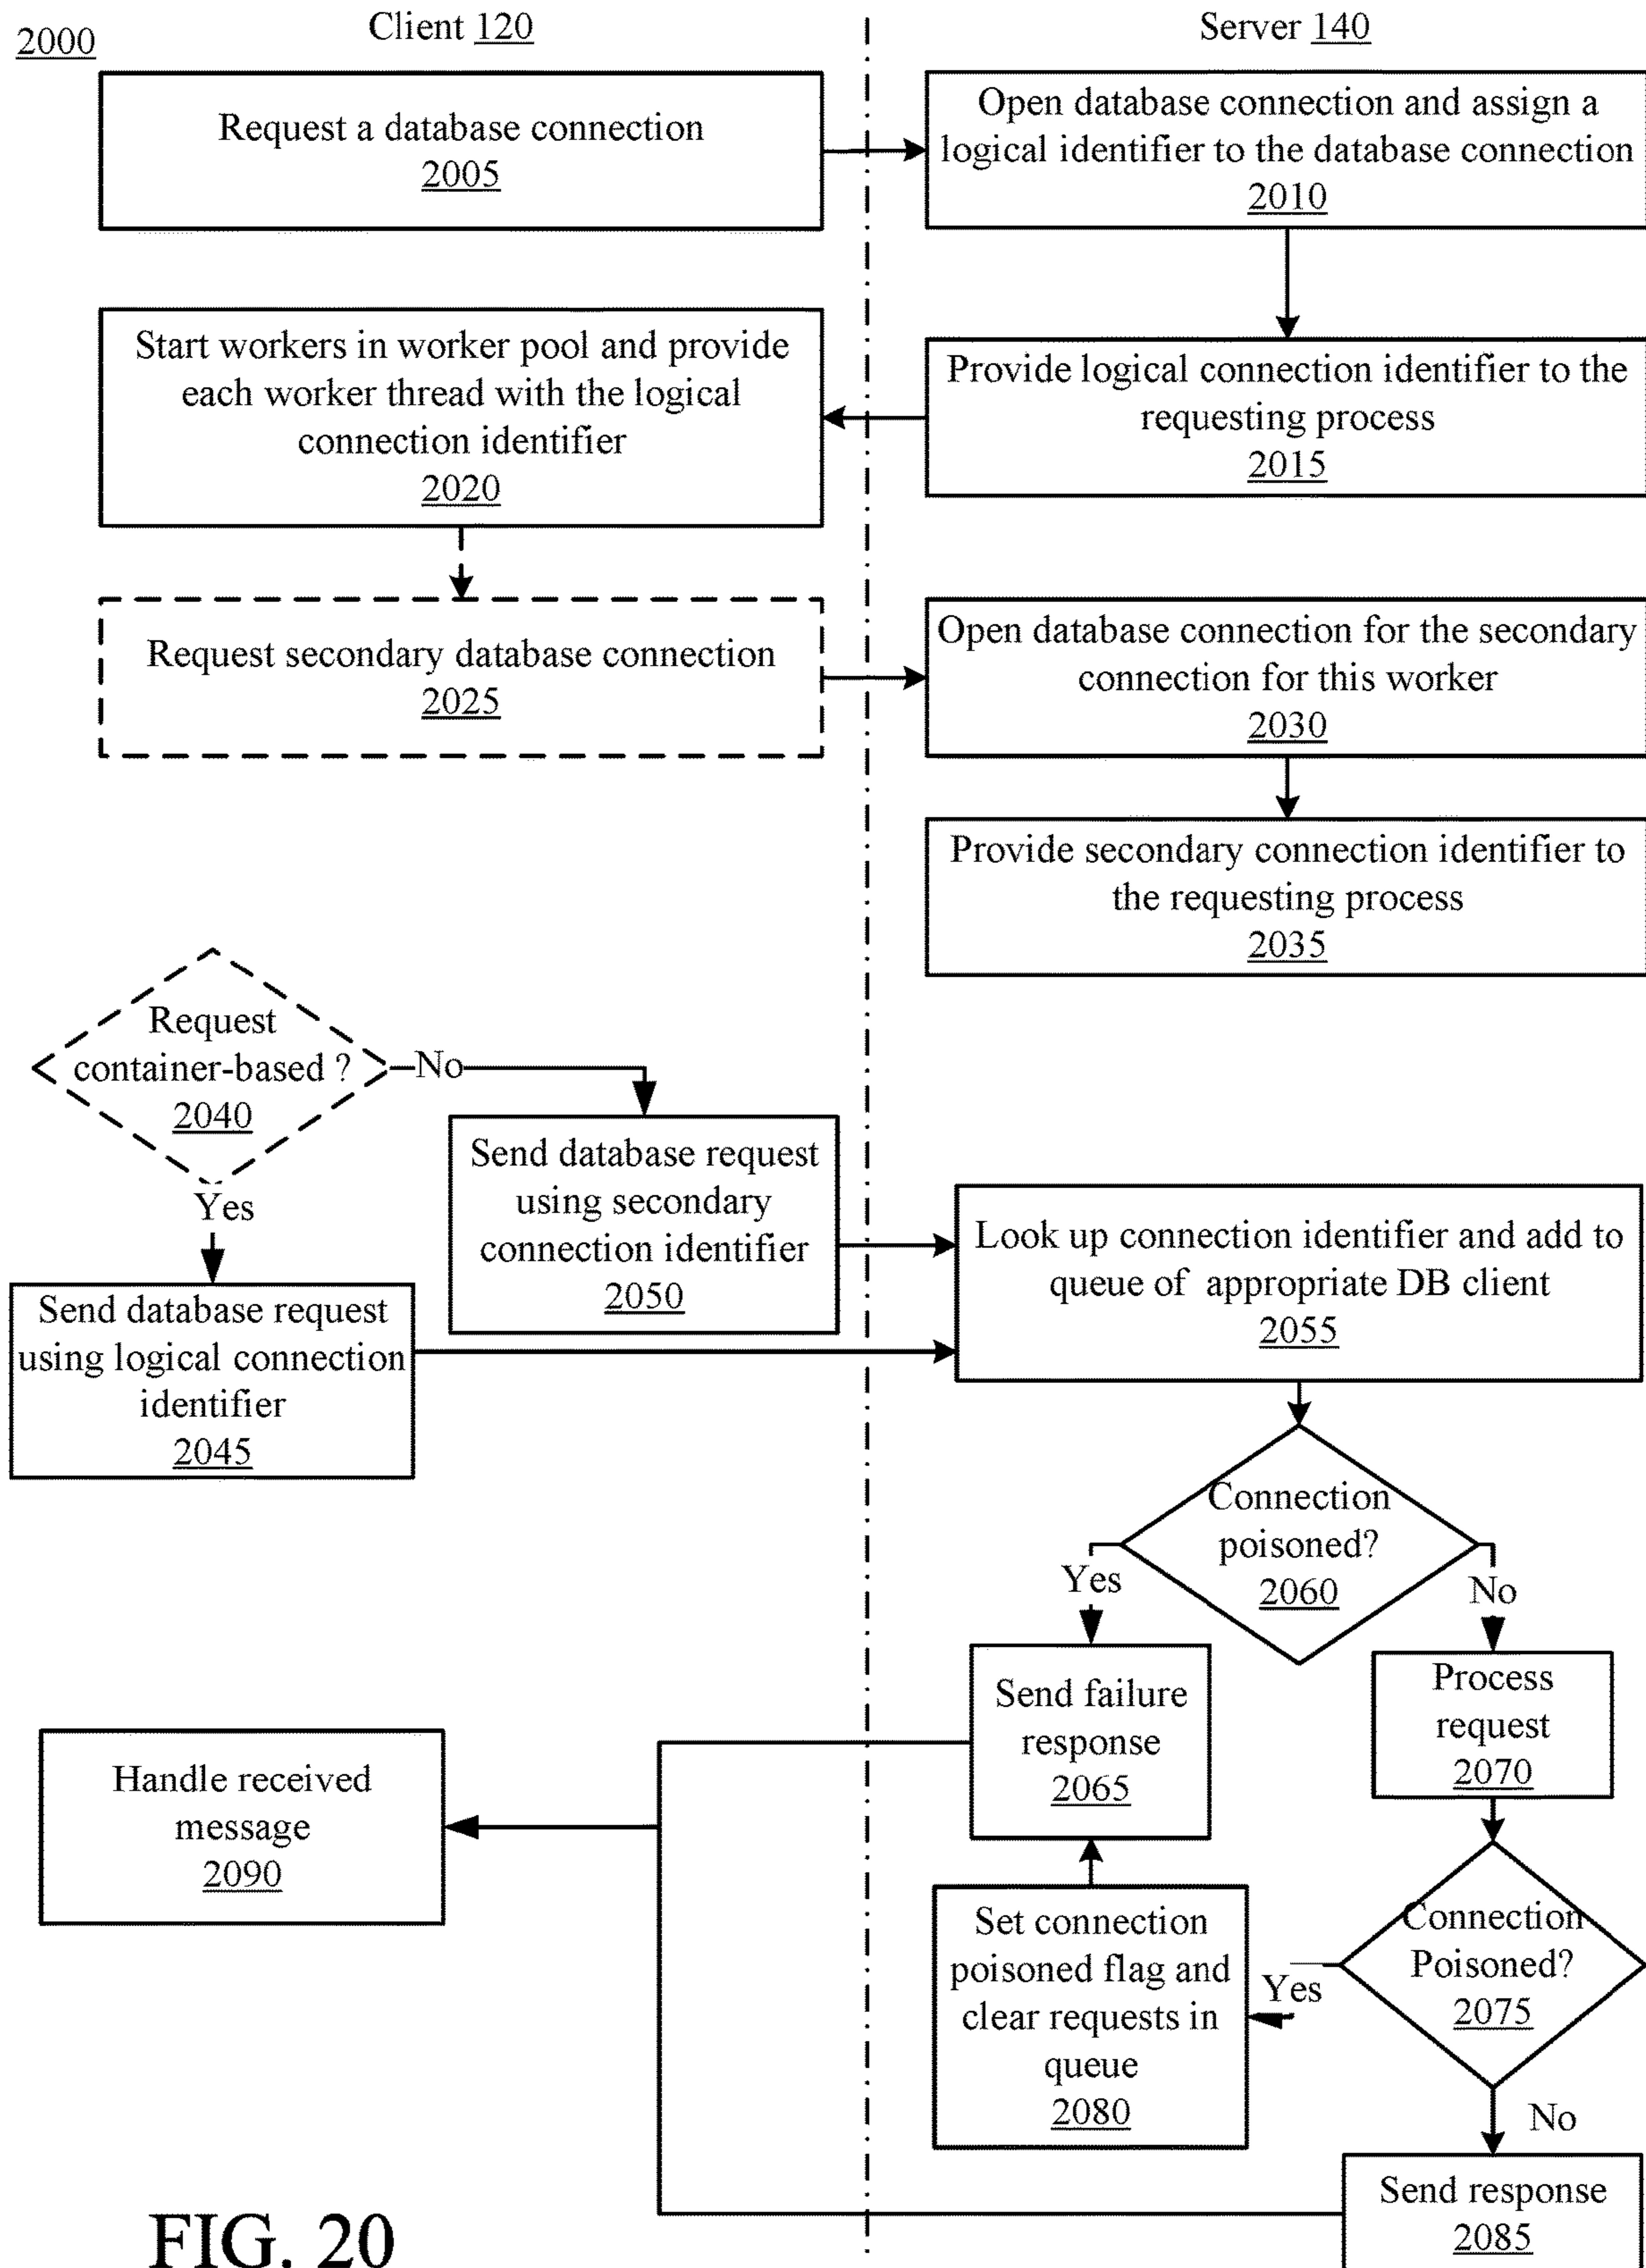 2000
Client 120
Server 140
Request a database connection
2005
Open database connection and assign a
logical identifier to the database connection
2010
Start workers in worker pool and provide
each worker thread with the logical
connection identifier
2020
Provide logical connection identifier to the
requesting process
2015
Request secondary database connection
2025
Open database connection for the secondary
connection for this worker
2030
Provide secondary connection identifier to
the requesting process
2035
Request
container-based ?
2040
No
Yes
Send database request
using secondary
connection identifier
2050
Send database request
using logical connection
identifier
2045
Look up connection identifier and add to
queue of appropriate DB client
2055
Connection
poisoned?
2060
Yes
No
Send failure
response
2065
Process
request
2070
Handle received
message
2090
Set connection
poisoned flag and
clear requests in
queue
2080
Connection
Poisoned?
2075
Yes
No
Send response
2085
FIG. 20